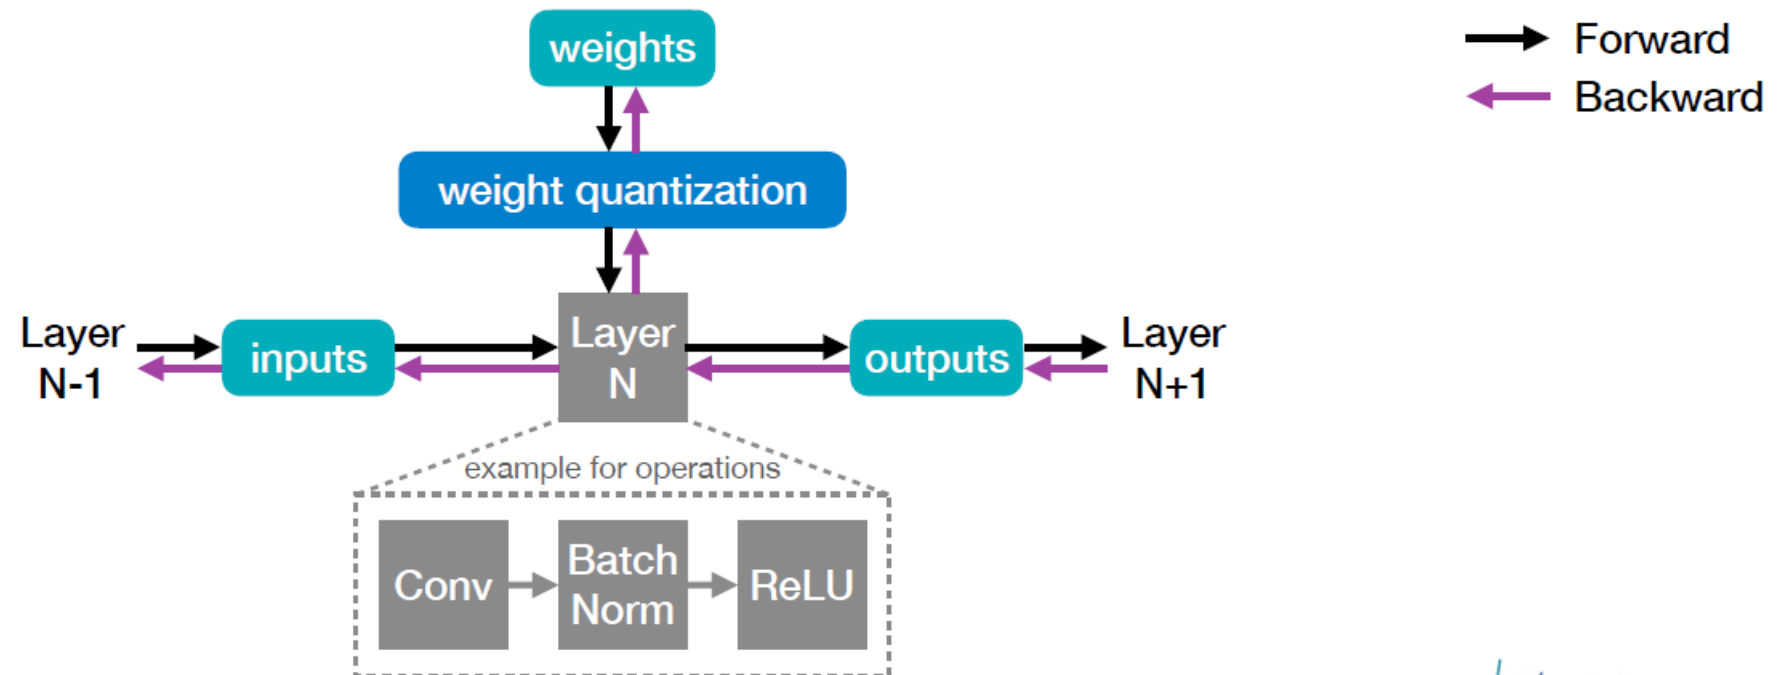 weights
Forward
Backward
weight quantization
Layer
N-1
inputs
Layer
N
outputs
Layer
N+1
example for operations
Conv
Batch
Norm
ReLU